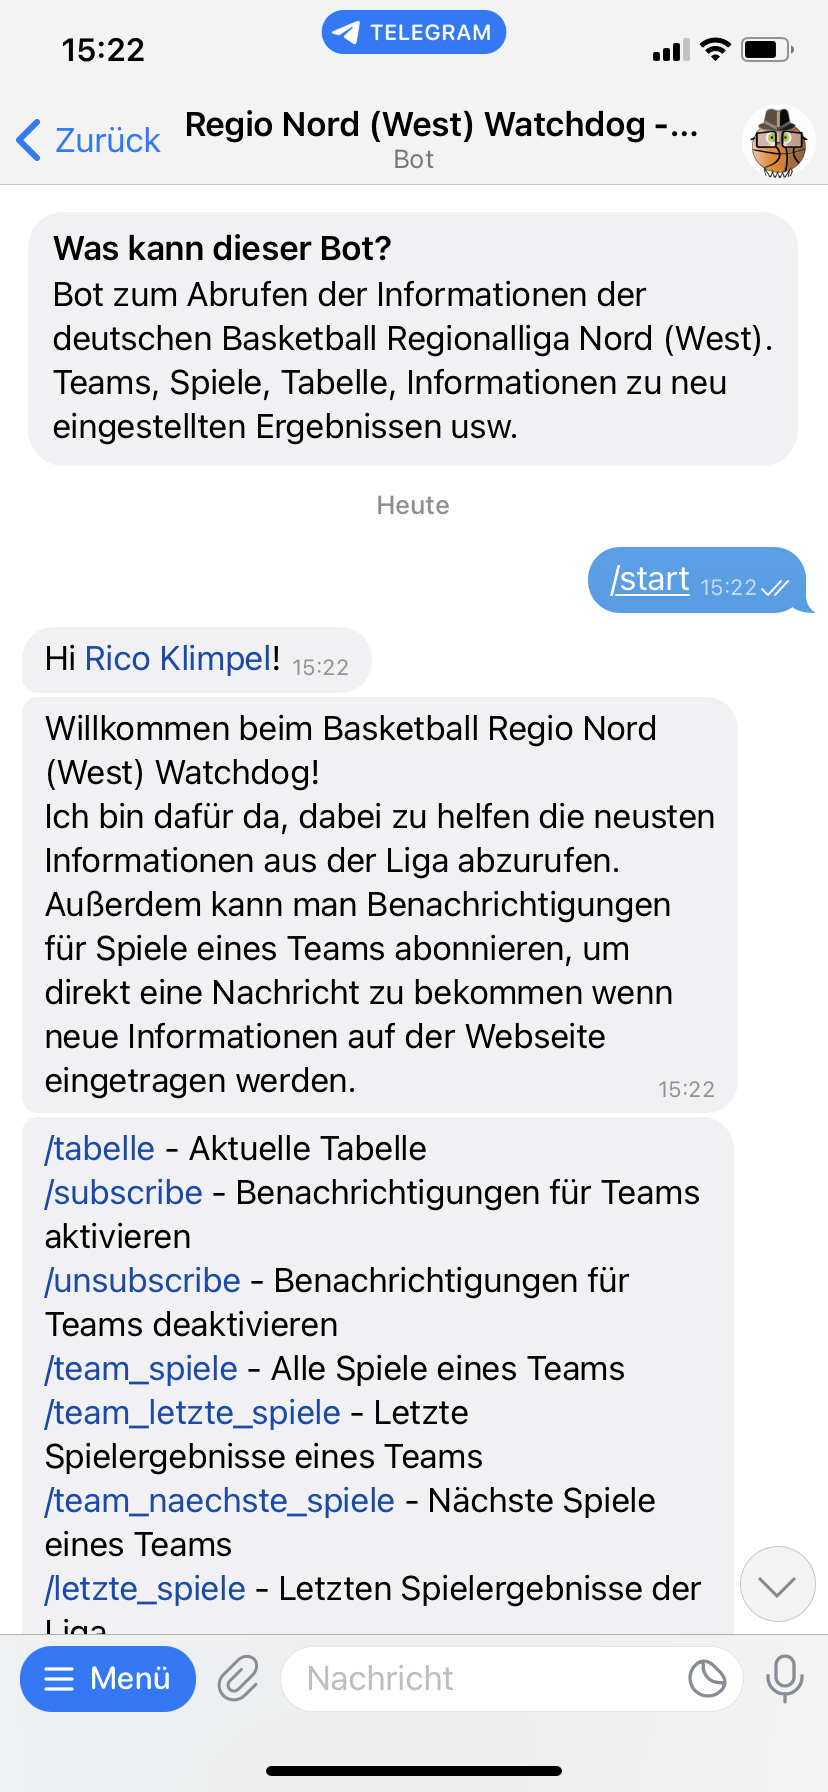 15:22
TELEGRAM
Zurück
Regio Nord (West) Watchdog -...
Bot
Was kann dieser Bot?
Bot zum Abrufen der Informationen der
deutschen Basketball Regionalliga Nord (West).
Teams, Spiele, Tabelle, Informationen zu neu
eingestellten Ergebnissen usw.
Heute
/start 15:22
Hi Rico Klimpel! 15:22
Willkommen beim Basketball Regio Nord
(West) Watchdog!
Ich bin dafür da, dabei zu helfen die neusten
Informationen aus der Liga abzurufen.
Außerdem kann man Benachrichtigungen
für Spiele eines Teams abonnieren, um
direkt eine Nachricht zu bekommen wenn
neue Informationen auf der Webseite
eingetragen werden. 15:22
/tabelle - Aktuelle Tabelle
/subscribe - Benachrichtigungen für Teams
aktivieren
/unsubscribe - Benachrichtigungen für
Teams deaktivieren
/team_spiele - Alle Spiele eines Teams
/team_letzte_spiele - Letzte
Spielergebnisse eines Teams
/team_naechste_spiele - Nächste Spiele
eines Teams
/letzte_spiele - Letzten Spielergebnisse der
Liga
Menü
Nachricht